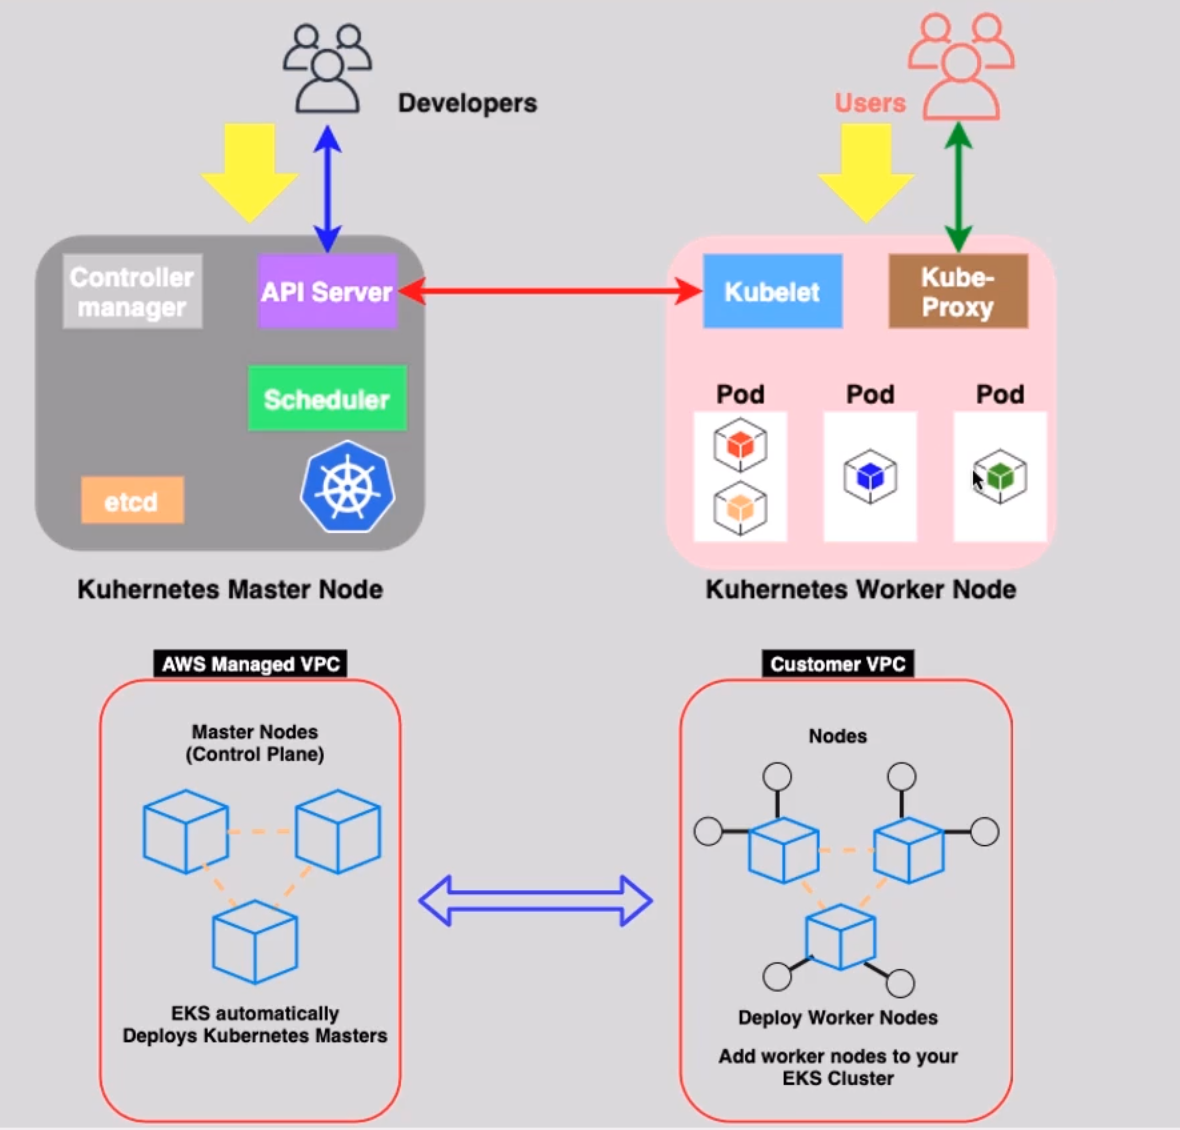 Developers
Users
Controller
manager
API Server
Scheduler
etcd
Kubelet
Kube-
Proxy
Pod
Pod
Pod
Kuhernetes Master Node
Kuhernetes Worker Node
AWS Managed VPC
Master Nodes
(Control Plane)
EKS automatically
Deploys Kubernetes Masters
Customer VPC
Nodes
Deploy Worker Nodes
Add worker nodes to your
EKS Cluster